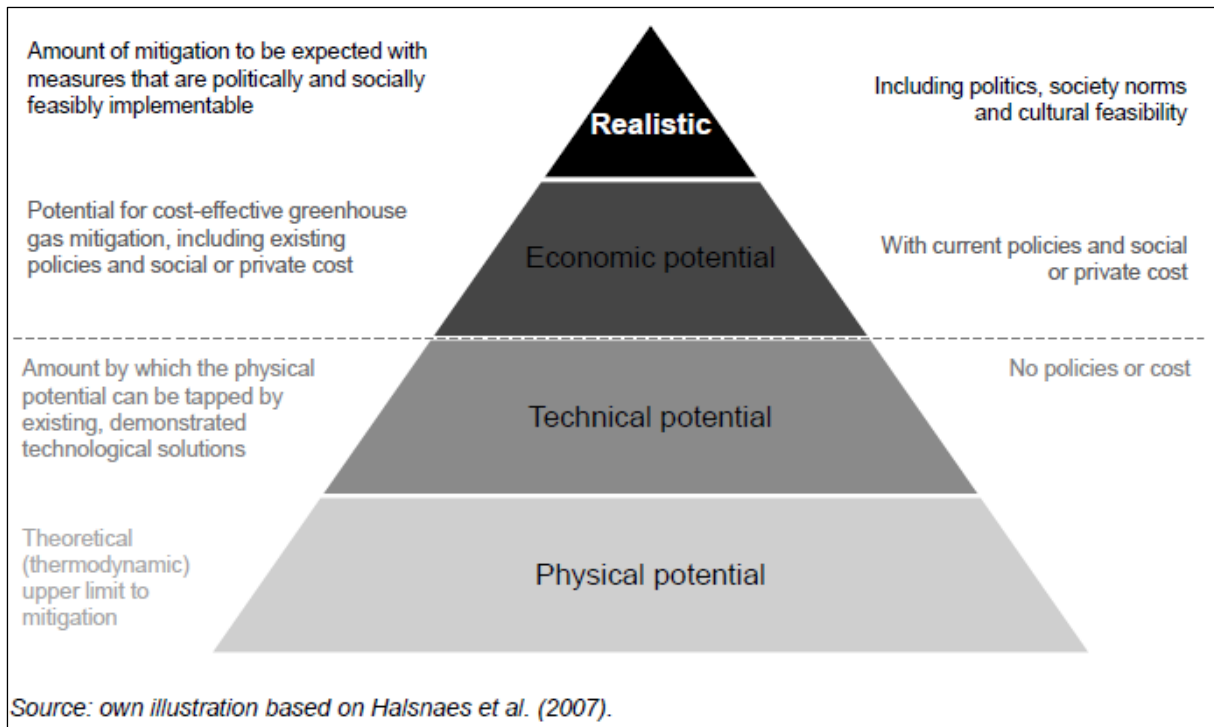 Amount of mitigation to be expected with
measures that are politically and socially
feasibly implementable
Realistic
Including politics, society norms
and cultural feasibility
Potential for cost-effective greenhouse
gas mitigation, including existing
policies and social or private cost
Economic potential
With current policies and social
or private cost
Amount by which the physical
potential can be tapped by
existing, demonstrated
technological solutions
Technical potential
No policies or cost
Theoretical
(thermodynamic)
upper limit to
mitigation
Physical potential
Source: own illustration based on Halsnaes et al. (2007).